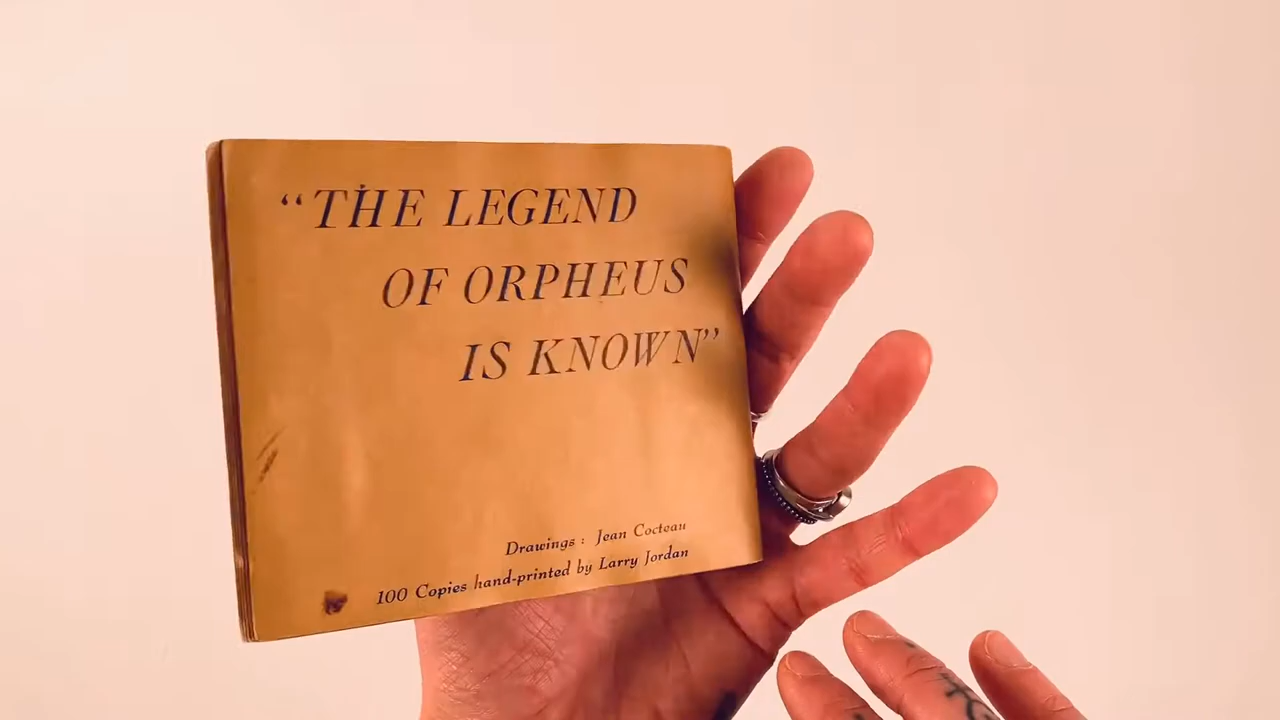 “THE LEGEND
OF ORPHEUS
IS KNOWN”
Drawings : Jean Cocteau
100 Copies hand-printed by Larry Jordan